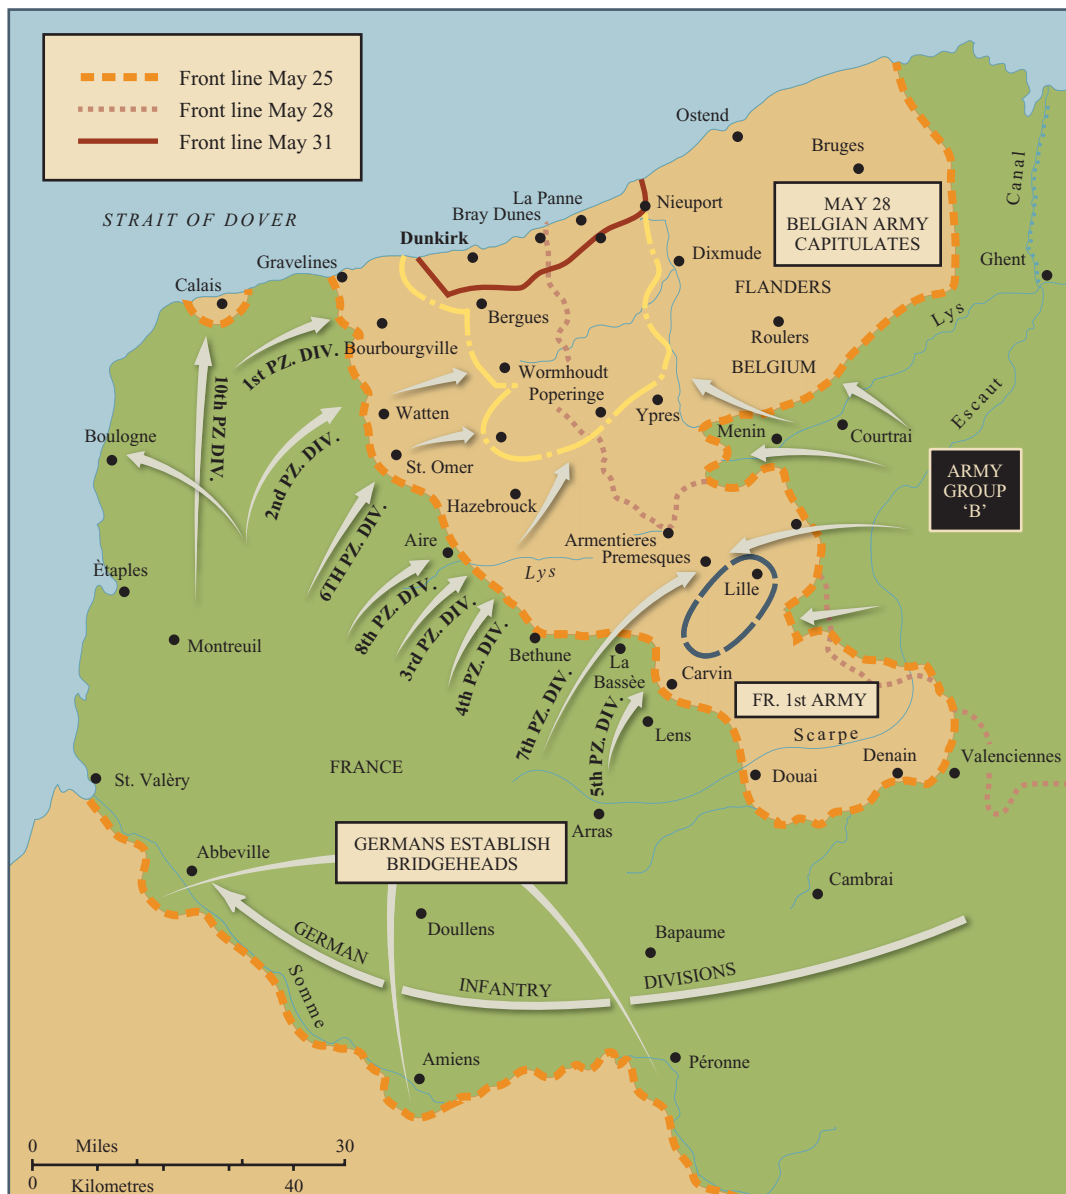 Front line May 25
Front line May 28
Front line May 31
STRAIT OF DOVER
Ostend
Bruges
La Panne
Bray Dunes
Nieuport
Dunkirk
MAY 28
BELGIAN ARMY
CAPITULATES
Canal
Gravelines
Calais
Dixmude
Ghent
FLANDERS
Lys
Bergues
Roulers
Bourbourgville
1st PZ. DIV.
BELGIUM
Wormhoudt
Poperinge
Escaut
10th PZ DIV.
Watten
Ypres
Menin
Courtrai
Boulogne
2nd PZ. DIV.
St. Omer
ARMY
GROUP
‘B’
Hazebrouck
Aire
Armentieres
Premesques
6TH PZ. DIV.
Lys
Lille
Ètaples
8th PZ. DIV.
3rd PZ. DIV.
4th PZ. DIV.
Montreuil
Bethune
La
Bassèe
Carvin
FR. 1st ARMY
7th PZ. DIV.
5th PZ. DIV.
Lens
Scarpe
FRANCE
St. Valèry
Douai
Denain
Valenciennes
Arras
GERMANS ESTABLISH
BRIDGEHEADS
Abbeville
Cambrai
Doullens
Bapaume
GERMAN
INFANTRY
DIVISIONS
Somme
Amiens
Péronne
0 Miles 30
0 Kilometres 40